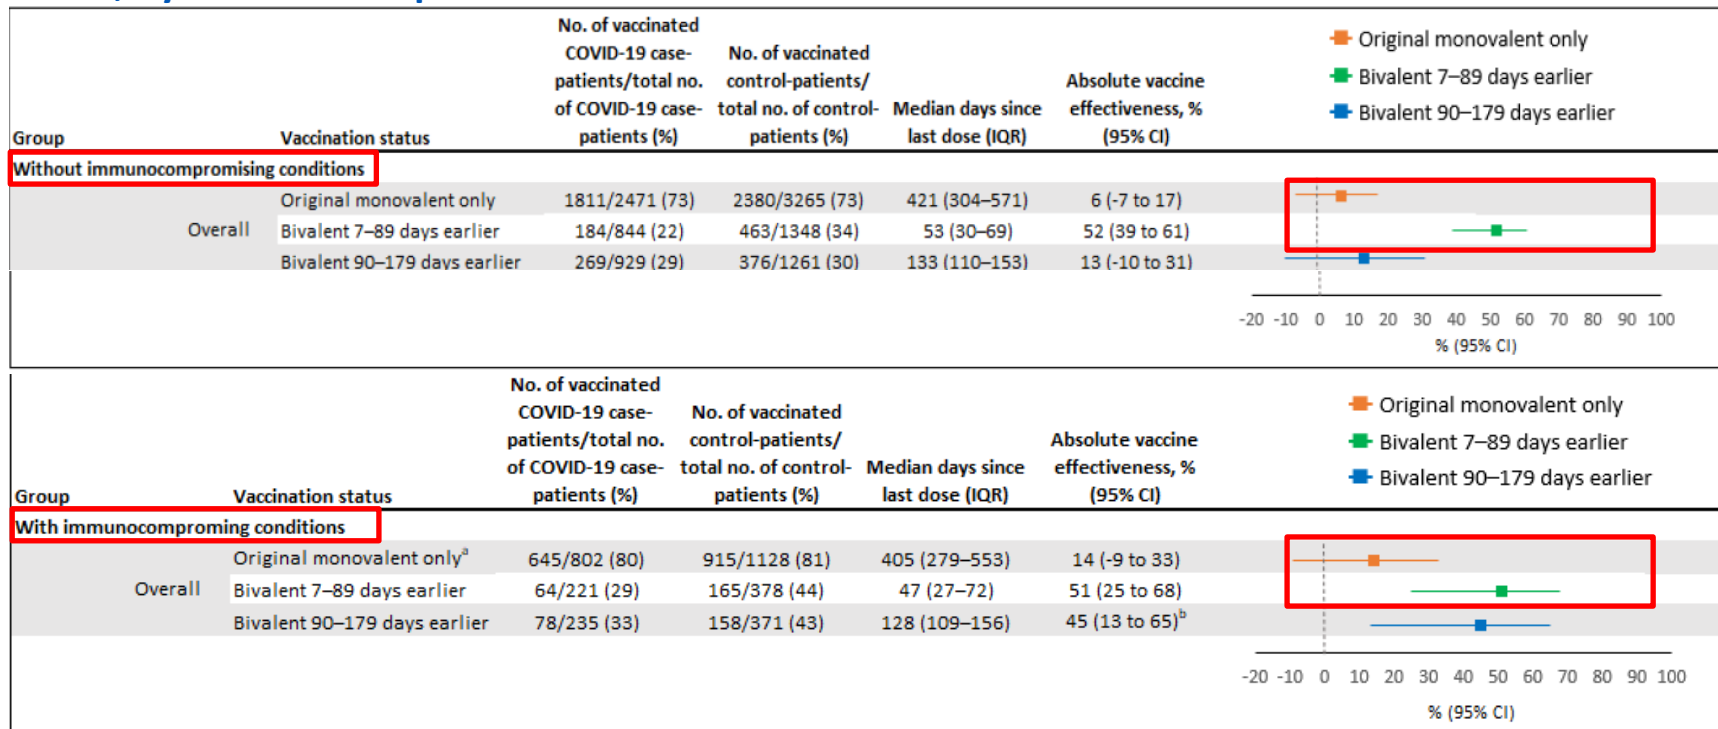 No. of vaccinated
COVID-19 case- No. of vaccinated
patients/total no. control-patients/ Absolute vaccine
of COVID-19 case- total no. of control- Median days since effectiveness, %
Group Vaccination status patients (%) patients (%) last dose (IQR) (95% CI)
Original monovalent only
Bivalent 7–89 days earlier
Bivalent 90–179 days earlier
Without immunocompromising conditions
Original monovalent only 1811/2471 (73) 2380/3265 (73) 421 (304–571) 6 (-7 to 17)
Overall Bivalent 7–89 days earlier 184/844 (22) 463/1348 (34) 53 (30–69) 52 (39 to 61)
Bivalent 90–179 days earlier 269/929 (29) 376/1261 (30) 133 (110–153) 13 (-10 to 31)
-20 -10 0 10 20 30 40 50 60 70 80 90 100
% (95% CI)
No. of vaccinated
COVID-19 case- No. of vaccinated
patients/total no. control-patients/ Absolute vaccine
of COVID-19 case- total no. of control- Median days since effectiveness, %
Group Vaccination status patients (%) patients (%) last dose (IQR) (95% CI)
Original monovalent only
Bivalent 7–89 days earlier
Bivalent 90–179 days earlier
With immunocomproming conditions
Original monovalent onlyᵃ 645/802 (80) 915/1128 (81) 405 (279–553) 14 (-9 to 33)
Overall Bivalent 7–89 days earlier 64/221 (29) 165/378 (44) 47 (27–72) 51 (25 to 68)
Bivalent 90–179 days earlier 78/235 (33) 158/371 (43) 128 (109–156) 45 (13 to 65)ᵇ
-20 -10 0 10 20 30 40 50 60 70 80 90 100
% (95% CI)